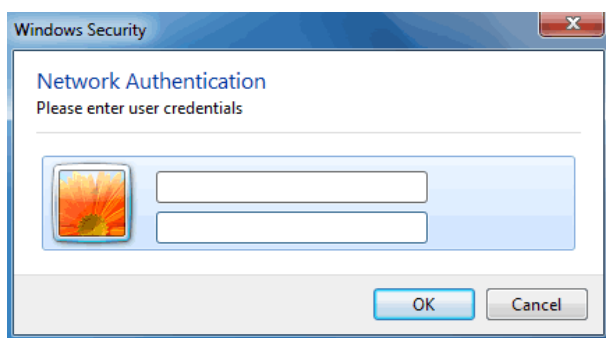 Windows Security
Network Authentication
Please enter user credentials
OK
Cancel